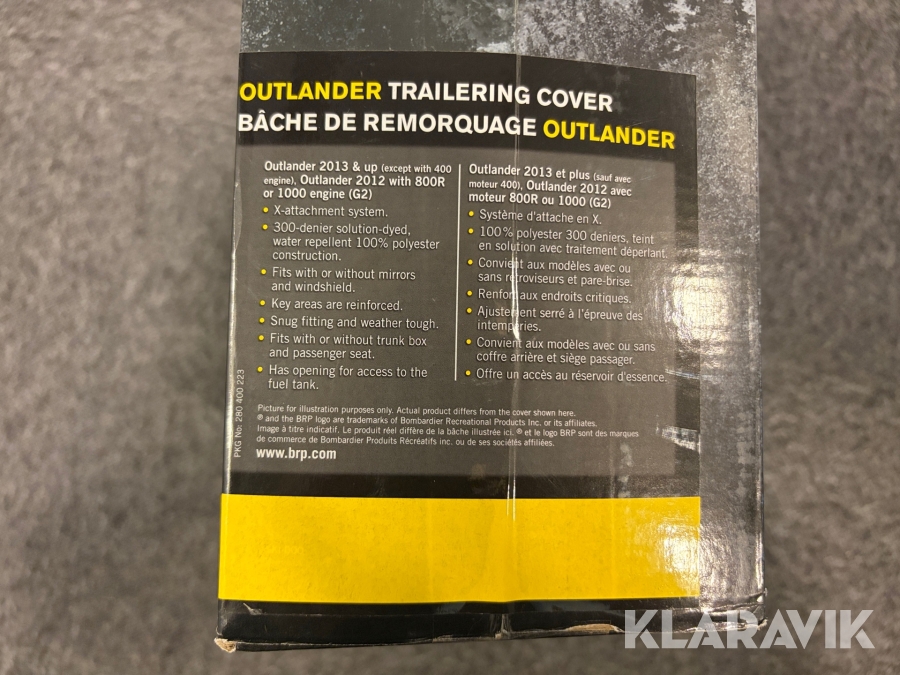 OUTLANDER TRAILERING COVER
BÂCHE DE REMORQUAGE OUTLANDER
Outlander 2013 & up (except with 400
engine), Outlander 2012 with 800R
or 1000 engine (G2)
• X-attachment system.
• 300-denier solution-dyed,
water repellent 100% polyester
construction.
• Fits with or without mirrors
and windshield.
• Key areas are reinforced.
• Snug fitting and weather tough.
• Fits with or without trunk box
and passenger seat.
• Has opening for access to the
fuel tank.
Outlander 2013 et plus (sauf avec
moteur 400), Outlander 2012 avec
moteur 800R ou 1000 (G2)
• Système d'attache en X.
• 100% polyester 300 deniers, teint
en solution avec traitement déperlant.
• Convient aux modèles avec ou
sans rétroviseurs et pare-brise.
• Renfort aux endroits critiques.
• Ajustement serré à l'épreuve des
intempéries.
• Convient aux modèles avec ou sans
coffre arrière et siège passager.
• Offre un accès au réservoir d'essence.
Picture for illustration purposes only. Actual product differs from the cover shown here.
® and the BRP logo are trademarks of Bombardier Recreational Products Inc. or its affiliates.
Image à titre indicatif. Le produit réel diffère de la bâche illustrée ici. ® et le logo BRP sont des marques
de commerce de Bombardier Produits Récréatifs inc. ou de ses sociétés affiliées.
www.brp.com
PKG No: 280 400 223
KLARAVIK